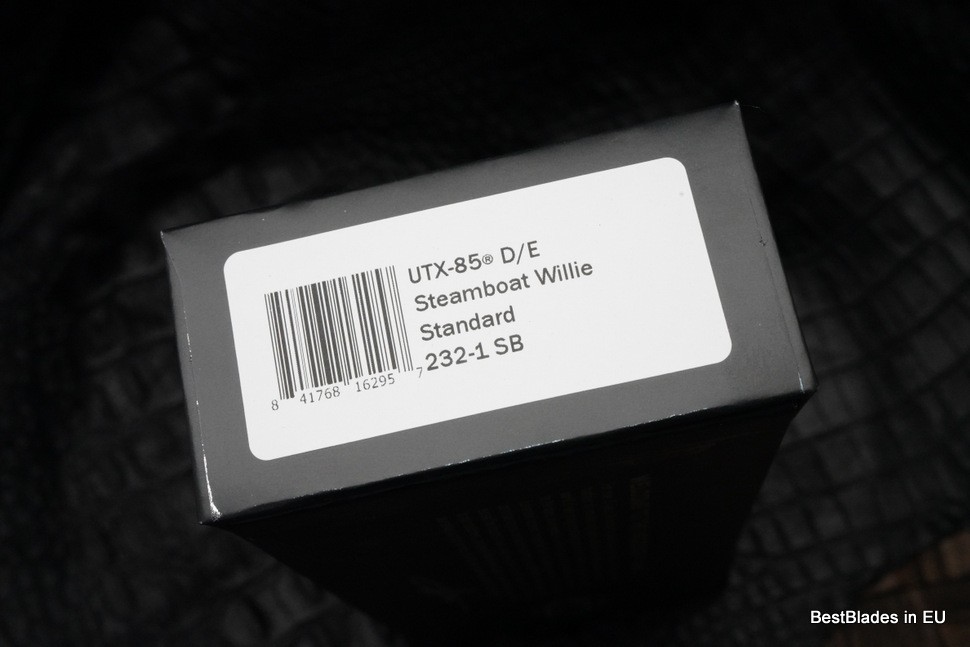 UTX-85® D/E
Steamboat Willie
Standard
232-1 SB
8 41768 16295 7
BestBlades in EU